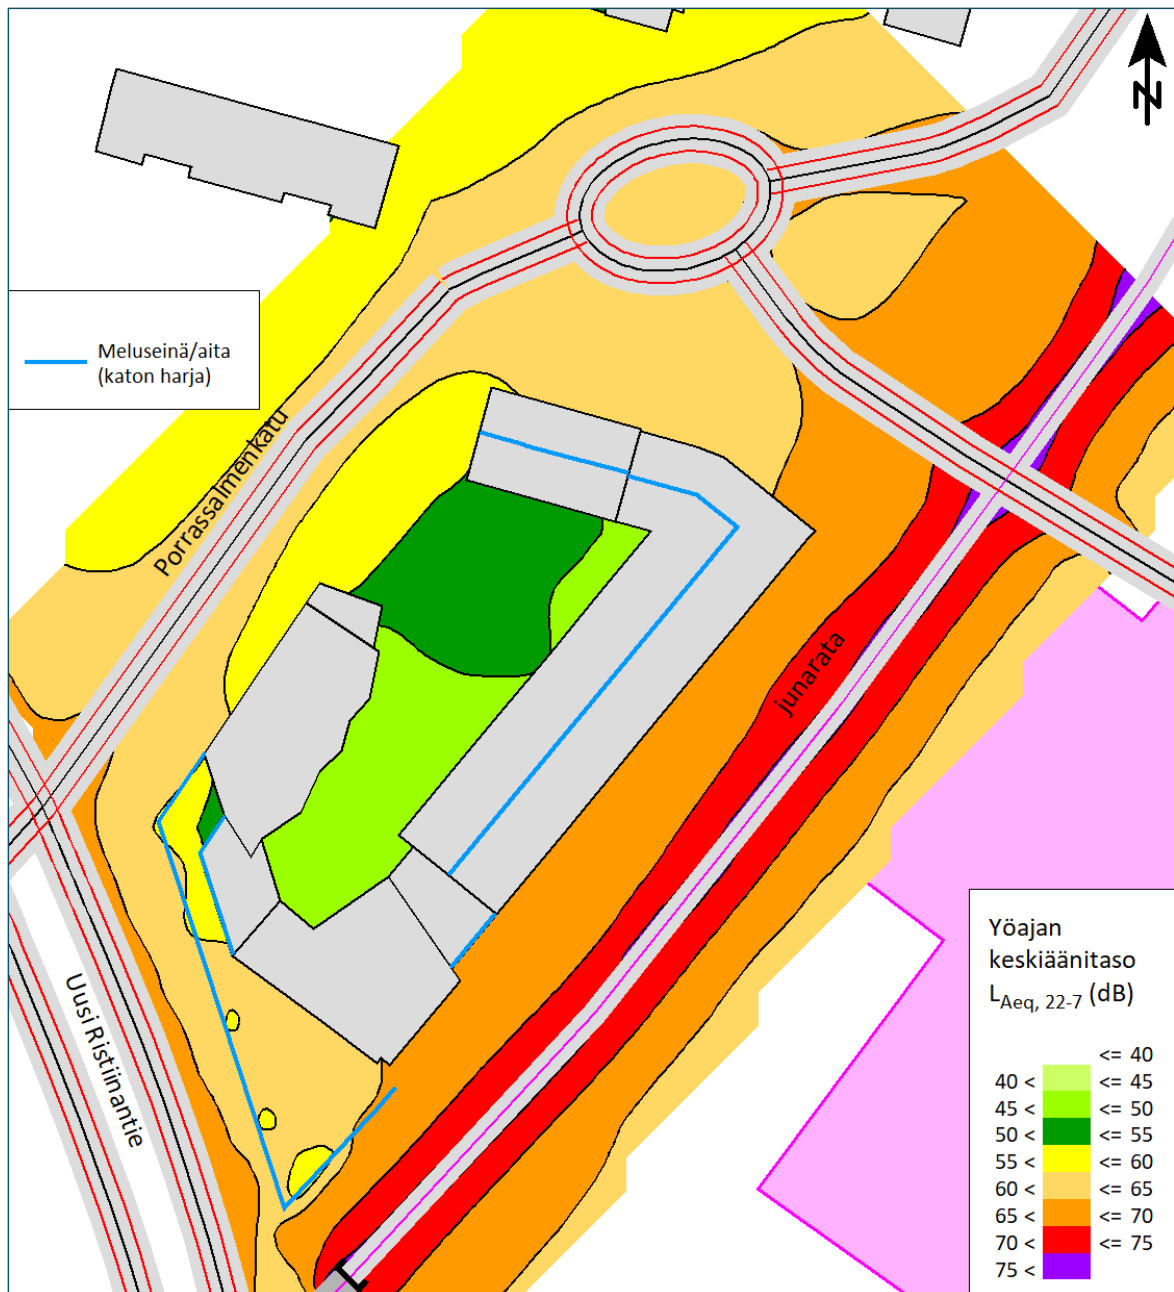 N
Meluseinä/aita
(katon harja)
Porrassalmenkatu
junarata
Uusi Ristiinantie
Yöajan
keskiäänitaso
LAeq, 22-7 (dB)
<= 40
40 < <= 45
45 < <= 50
50 < <= 55
55 < <= 60
60 < <= 65
65 < <= 70
70 < <= 75
75 <